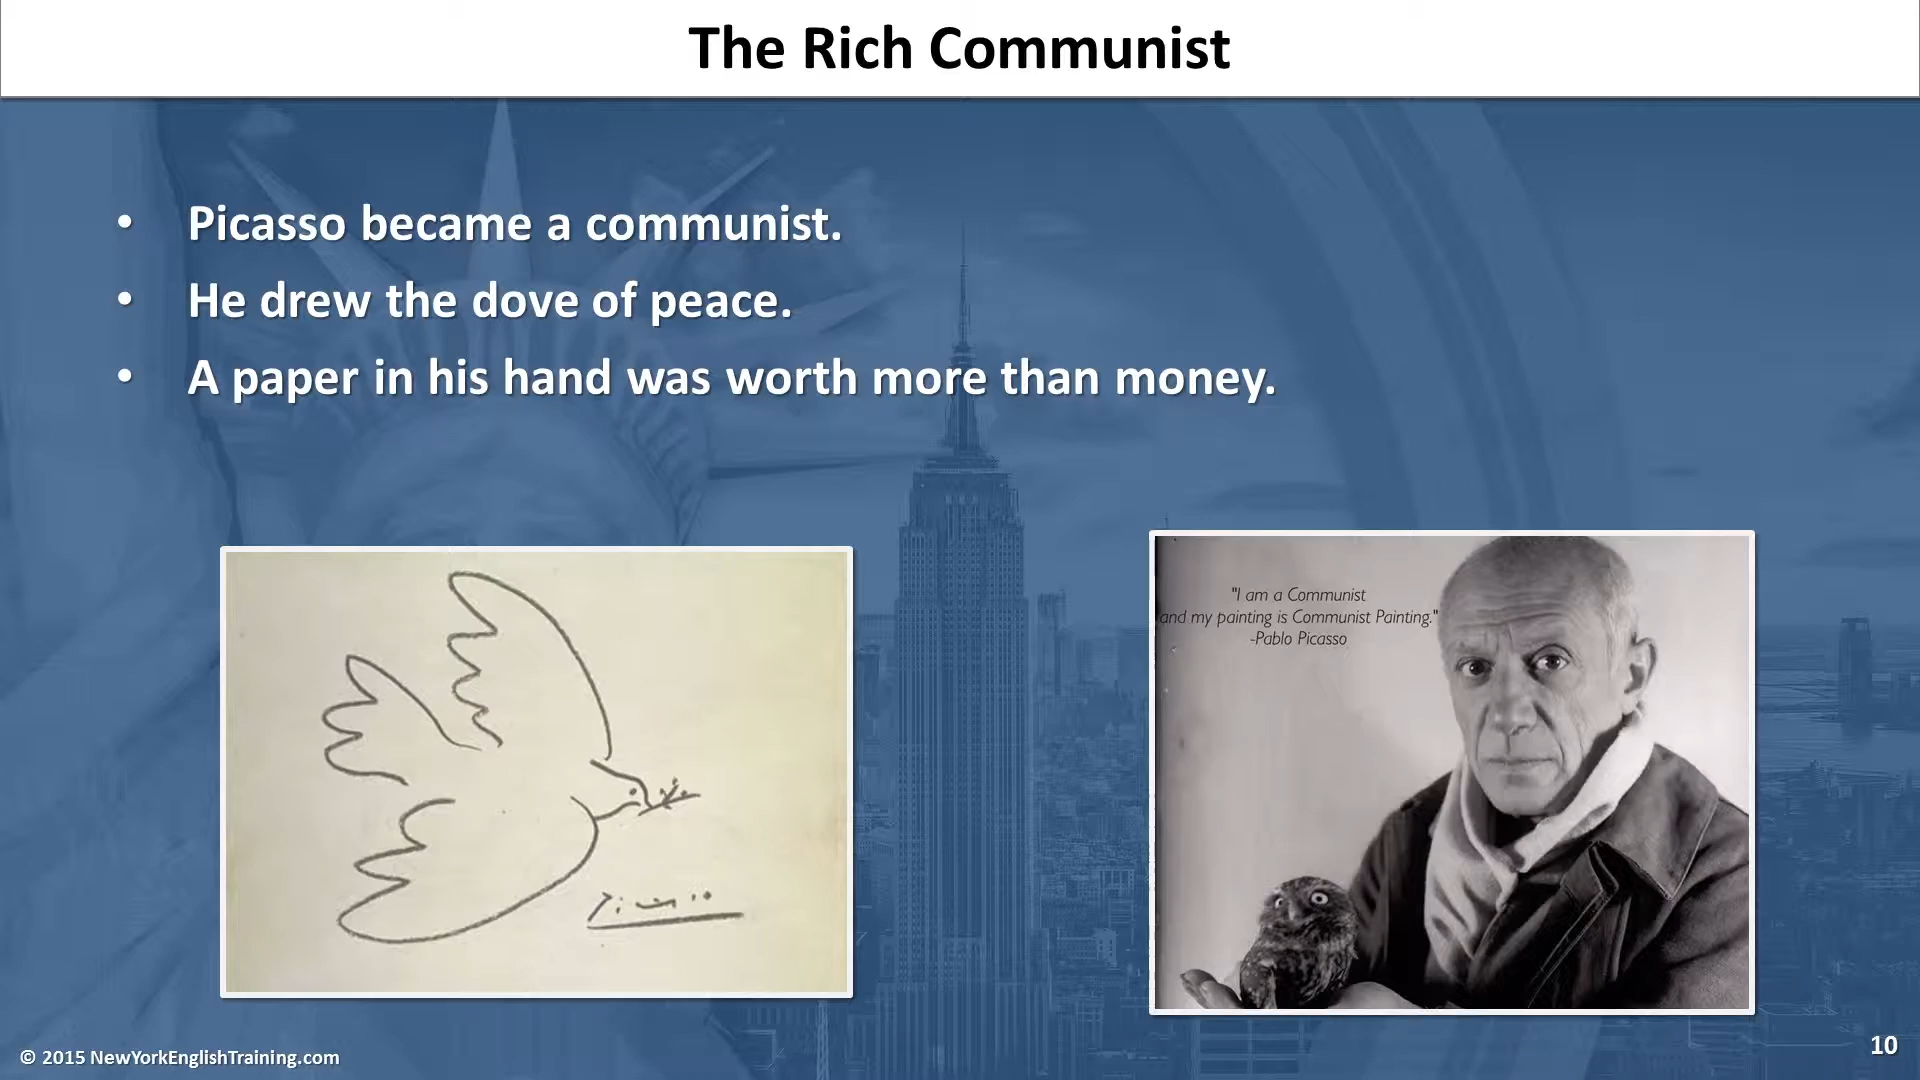 The Rich Communist
• Picasso became a communist.
• He drew the dove of peace.
• A paper in his hand was worth more than money.
"I am a Communist
and my painting is Communist Painting."
-Pablo Picasso
Picasso
© 2015 NewYorkEnglishTraining.com
10